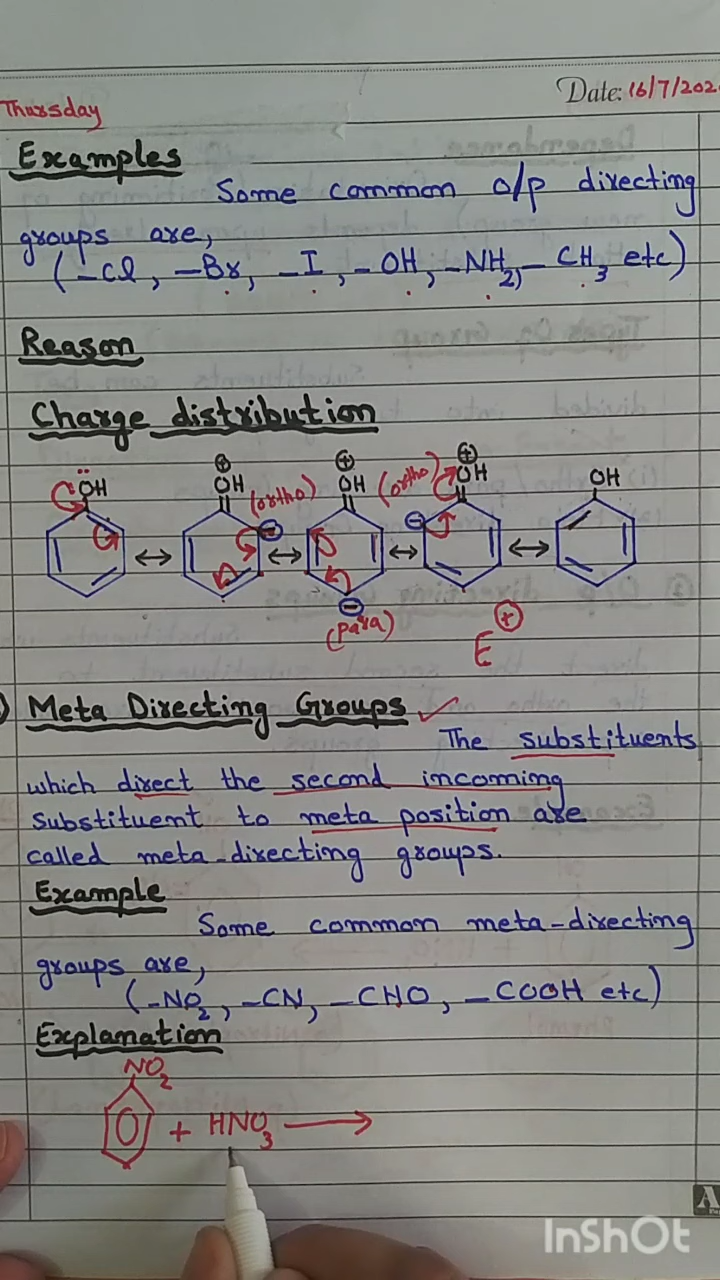 Thursday
Date: 16/7/202
Examples
Some common o/p directing
groups are,
(-Cl, -Br, -I, -OH, -NH2, -CH3 etc)
Reason
Charge distribution
ÖH ⊕ OH (ortho) ⊕ OH (ortho) ⊕ OH OH
⊖ ⊖
↔ ↔ ↔ ↔
⊖
(para)
E⊕
Meta Directing Groups ✓
The substituents
which direct the second incoming
substituent to meta position are
called meta-directing groups.
Example
Some common meta-directing
groups are,
(-NO2, -CN, -CHO, -COOH etc)
Explanation
NO2
+ HNO3 ⟶
A
InShOt